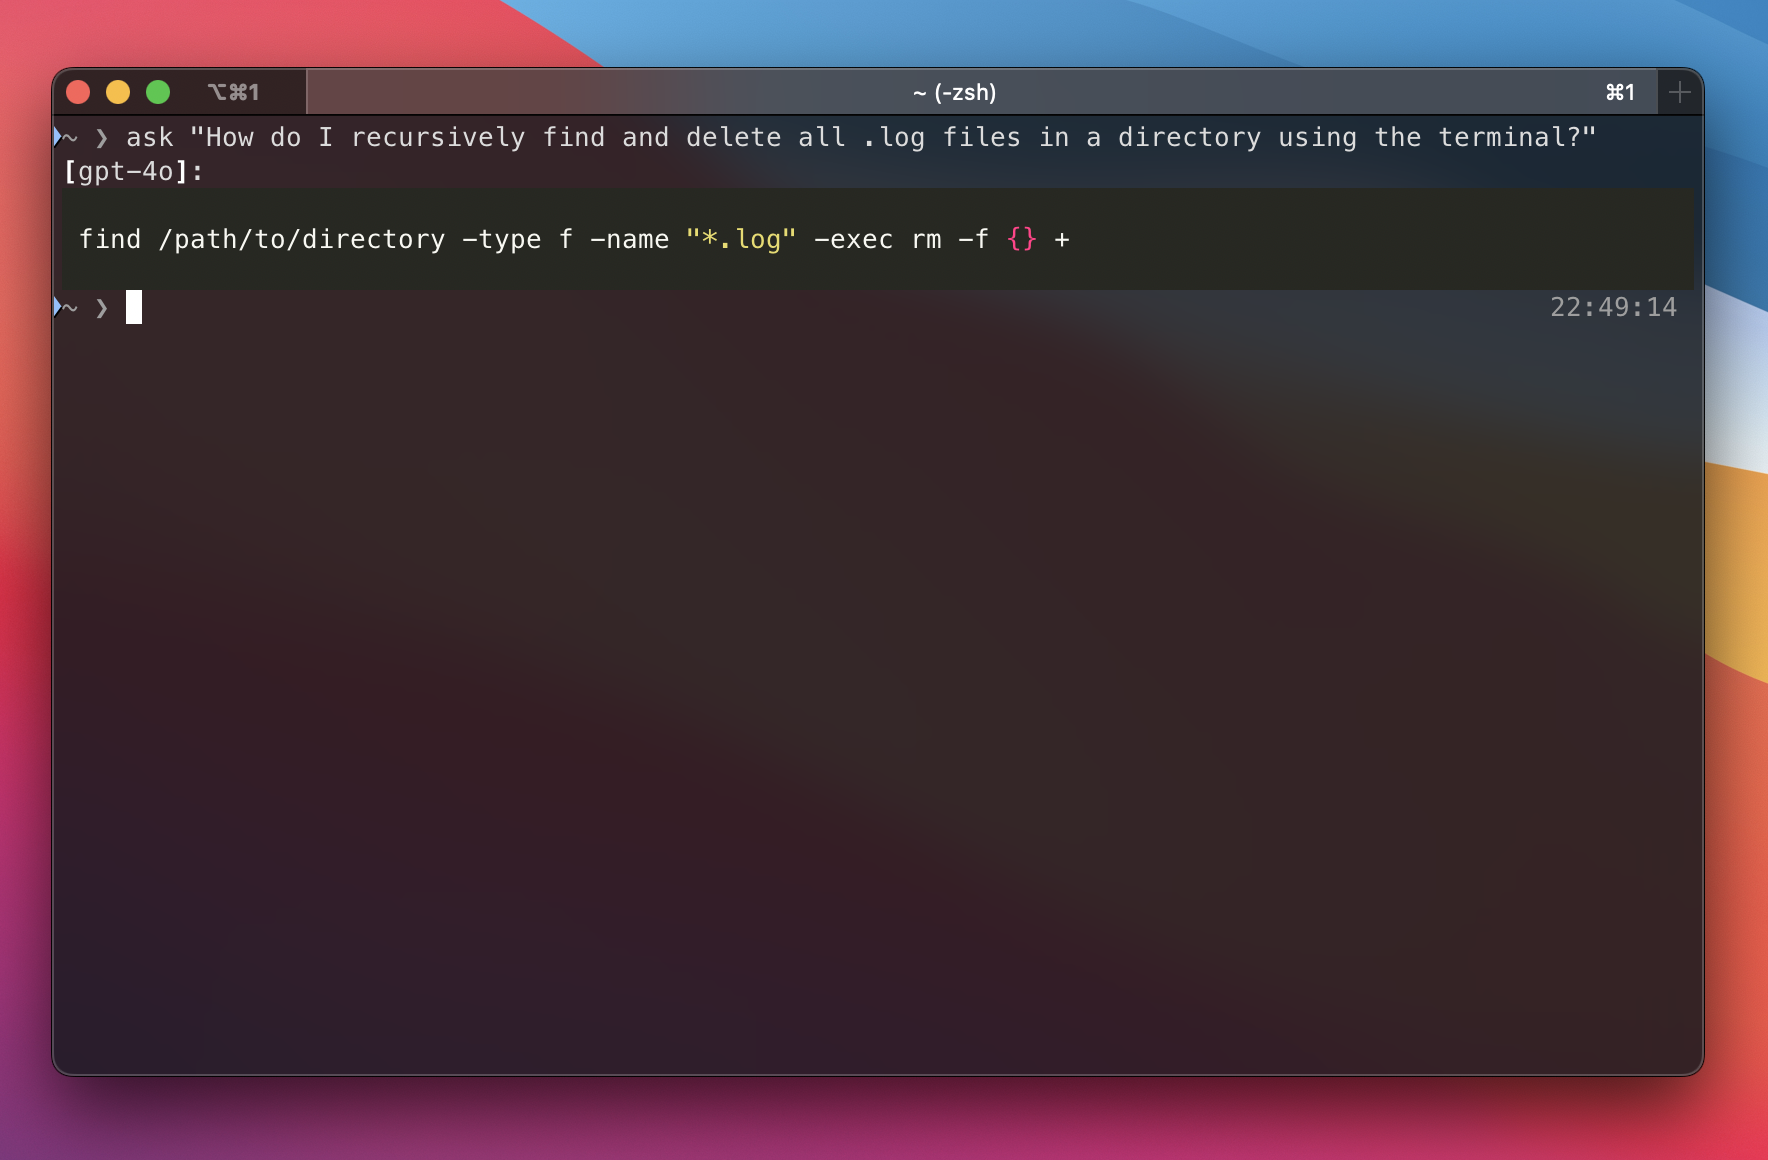 ⌥⌘1
~ (-zsh)
⌘1
~ ❯ ask "How do I recursively find and delete all .log files in a directory using the terminal?"
[gpt-4o]:
find /path/to/directory -type f -name "*.log" -exec rm -f {} +
~ ❯ 22:49:14